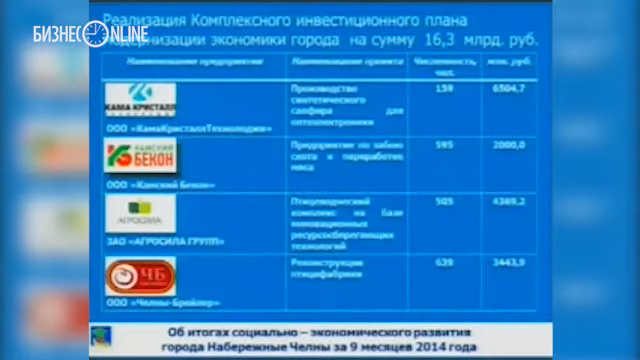 БИЗНЕС ONLINE
Реализация Комплексного инвестиционного плана
модернизации экономики города на сумму 16,3 млрд. руб.
Наименование предприятия
Наименование проекта
Численность, чел.
млн. руб.
КАМА КРИСТАЛЛ
ООО «КамаКристаллТехнолоджи»
Производство
синтетического
сапфира для
оптоэлектроники
159
6504,7
КАМСКИЙ
БЕКОН
ООО «Камский Бекон»
Предприятие по забою
скота и переработке
мяса
595
2000,0
АГРОСИЛА
ЗАО «АГРОСИЛА ГРУПП»
Птицеводческий
комплекс на базе
инновационных
ресурсосберегающих
технологий
505
4369,2
ЧБ
ООО «Челны-Бройлер»
Реконструкция
птицефабрики
639
3443,9
Об итогах социально – экономического развития
города Набережные Челны за 9 месяцев 2014 года